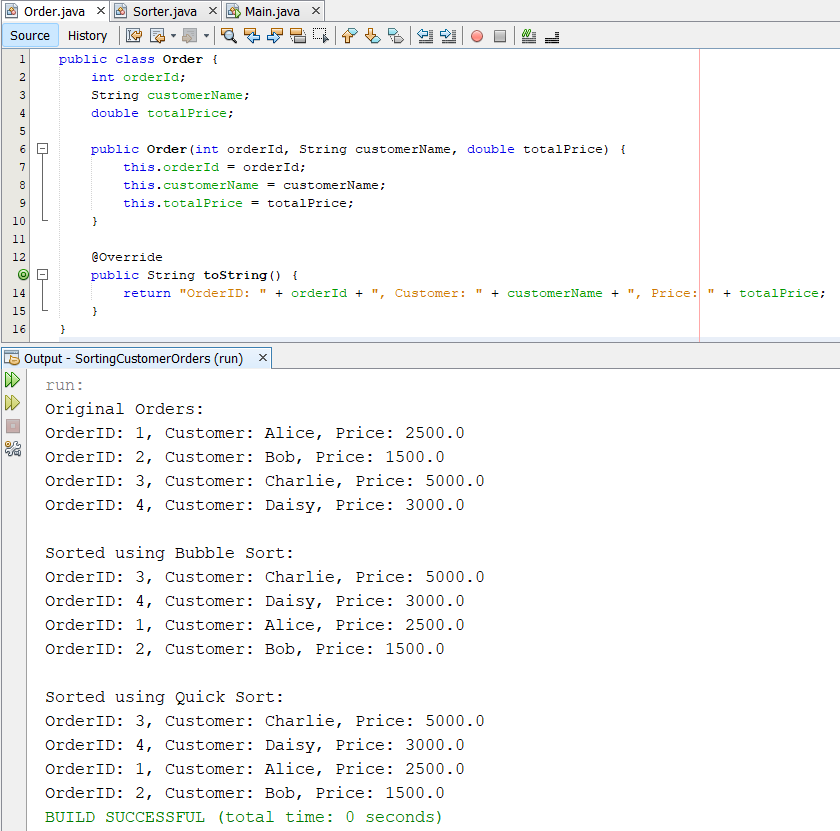 Order.java Sorter.java Main.java
Source History
1 public class Order {
2 int orderId;
3 String customerName;
4 double totalPrice;
5
6 public Order(int orderId, String customerName, double totalPrice) {
7 this.orderId = orderId;
8 this.customerName = customerName;
9 this.totalPrice = totalPrice;
10 }
11
12 @Override
public String toString() {
14 return "OrderID: " + orderId + ", Customer: " + customerName + ", Price: " + totalPrice;
15 }
16 }
Output - SortingCustomerOrders (run)
run:
Original Orders:
OrderID: 1, Customer: Alice, Price: 2500.0
OrderID: 2, Customer: Bob, Price: 1500.0
OrderID: 3, Customer: Charlie, Price: 5000.0
OrderID: 4, Customer: Daisy, Price: 3000.0
Sorted using Bubble Sort:
OrderID: 3, Customer: Charlie, Price: 5000.0
OrderID: 4, Customer: Daisy, Price: 3000.0
OrderID: 1, Customer: Alice, Price: 2500.0
OrderID: 2, Customer: Bob, Price: 1500.0
Sorted using Quick Sort:
OrderID: 3, Customer: Charlie, Price: 5000.0
OrderID: 4, Customer: Daisy, Price: 3000.0
OrderID: 1, Customer: Alice, Price: 2500.0
OrderID: 2, Customer: Bob, Price: 1500.0
BUILD SUCCESSFUL (total time: 0 seconds)